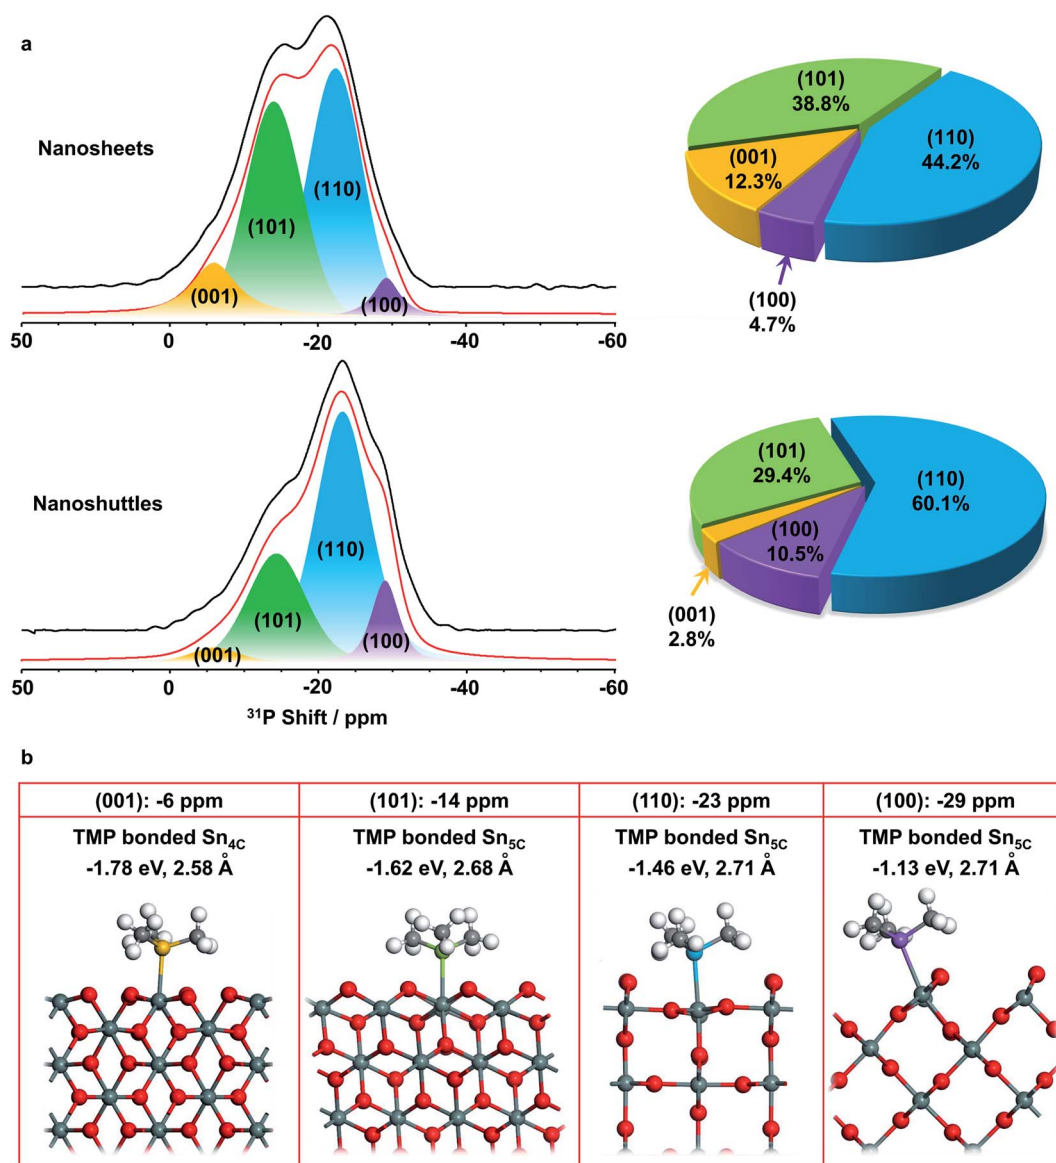 a
Nanosheets
(001)
(101)
(110)
(100)
50
0
-20
-40
-60
(101)
38.8%
(110)
44.2%
(001)
12.3%
(100)
4.7%
Nanoshuttles
(001)
(101)
(110)
(100)
50
0
-20
-40
-60
³¹P Shift / ppm
(101)
29.4%
(110)
60.1%
(100)
10.5%
(001)
2.8%
b
(001): -6 ppm
TMP bonded Sn₄C
-1.78 eV, 2.58 Å
(101): -14 ppm
TMP bonded Sn₅C
-1.62 eV, 2.68 Å
(110): -23 ppm
TMP bonded Sn₅C
-1.46 eV, 2.71 Å
(100): -29 ppm
TMP bonded Sn₅C
-1.13 eV, 2.71 Å